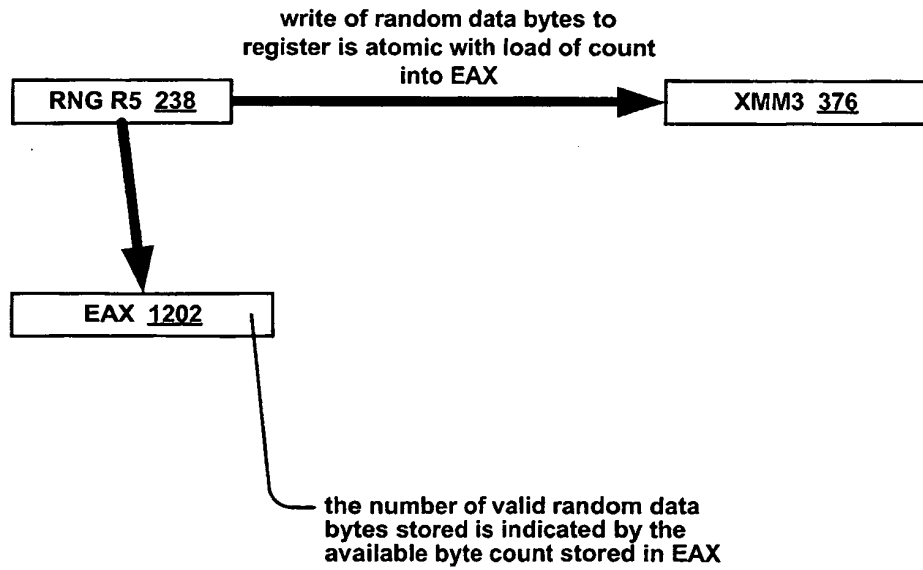 write of random data bytes to
register is atomic with load of count
into EAX
RNG R5 238
XMM3 376
EAX 1202
the number of valid random data
bytes stored is indicated by the
available byte count stored in EAX